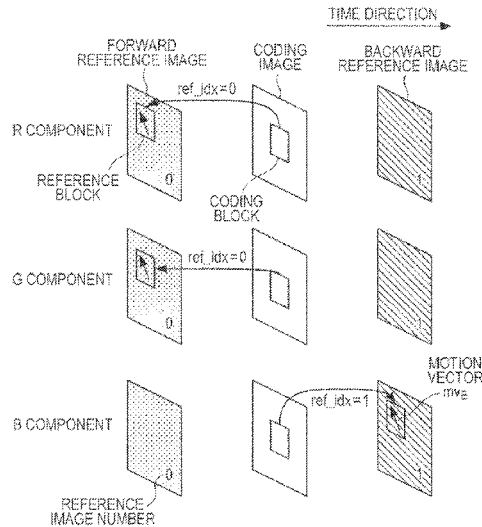 TIME DIRECTION
FORWARD
REFERENCE IMAGE
CODING
IMAGE
BACKWARD
REFERENCE IMAGE
ref_idx=0
R COMPONENT
REFERENCE
BLOCK
0
CODING
BLOCK
1
ref_idx=0
G COMPONENT
0
MOTION
VECTOR
ref_idx=1
B COMPONENT
0
1
REFERENCE
IMAGE NUMBER